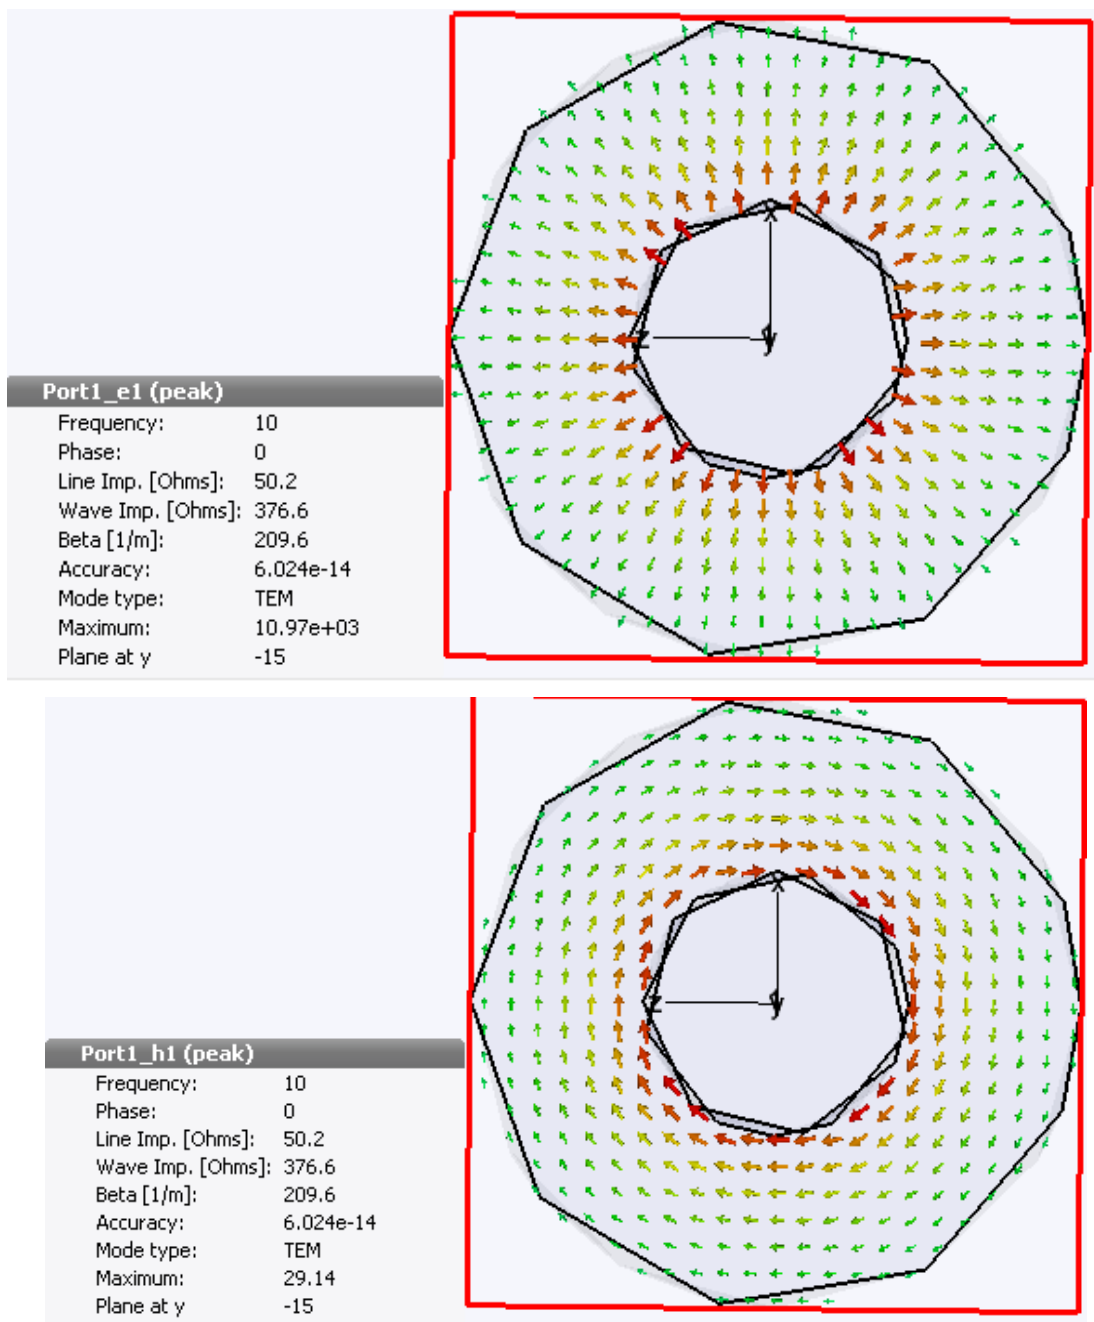 x
z
y
Port1_e1 (peak)
Frequency: 10
Phase: 0
Line Imp. [Ohms]: 50.2
Wave Imp. [Ohms]: 376.6
Beta [1/m]: 209.6
Accuracy: 6.024e-14
Mode type: TEM
Maximum: 10.97e+03
Plane at y -15
x
z
y
Port1_h1 (peak)
Frequency: 10
Phase: 0
Line Imp. [Ohms]: 50.2
Wave Imp. [Ohms]: 376.6
Beta [1/m]: 209.6
Accuracy: 6.024e-14
Mode type: TEM
Maximum: 29.14
Plane at y -15